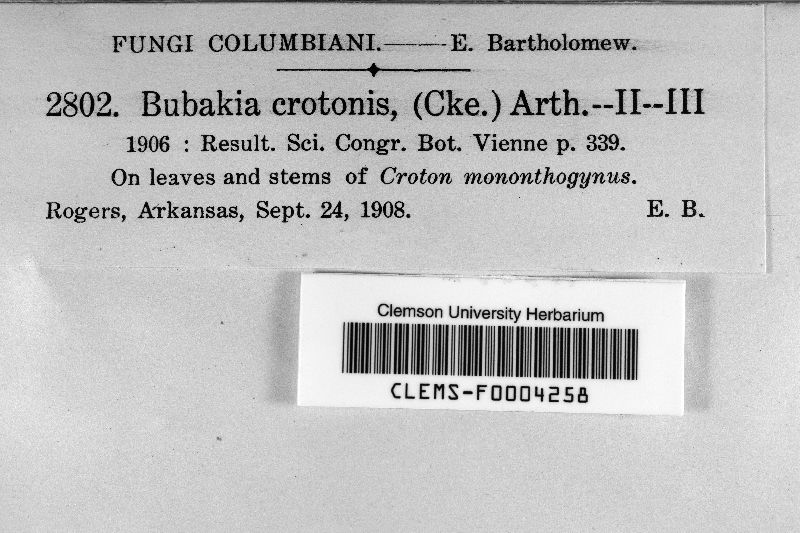 FUNGI COLUMBIANI.——E. Bartholomew.
2802. Bubakia crotonis, (Cke.) Arth.--II--III
1906 : Result. Sci. Congr. Bot. Vienne p. 339.
On leaves and stems of Croton mononthogynus.
Rogers, Arkansas, Sept. 24, 1908. E. B.
Clemson University Herbarium
CLEMS-F0004258